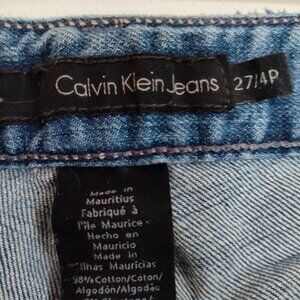 Calvin Klein Jeans
27/4P
Made in
Mauritius
Fabriqué à
l'île Maurice
Hecho en
Mauricio
Made in
Ilhas Maurícias
98% Cotton/Coton/
Algodón/Algodão